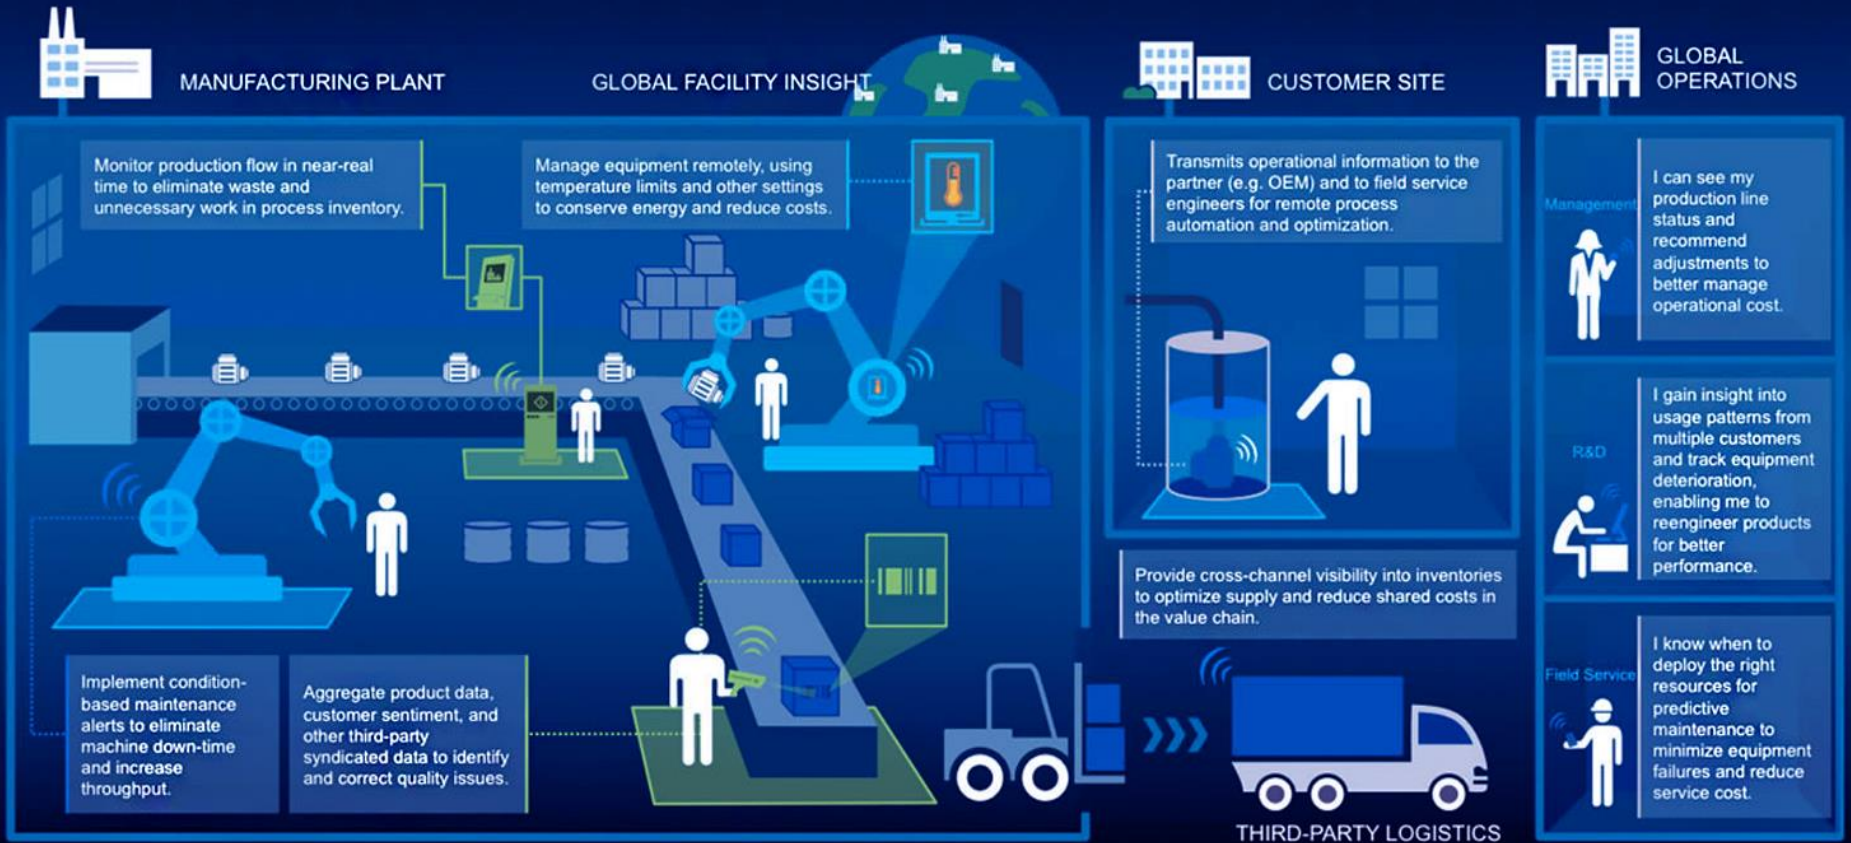 MANUFACTURING PLANT
GLOBAL FACILITY INSIGHT
CUSTOMER SITE
GLOBAL
OPERATIONS
Monitor production flow in near-real
time to eliminate waste and
unnecessary work in process inventory.
Manage equipment remotely, using
temperature limits and other settings
to conserve energy and reduce costs.
Implement condition-
based maintenance
alerts to eliminate
machine down-time
and increase
throughput.
Aggregate product data,
customer sentiment, and
other third-party
syndicated data to identify
and correct quality issues.
Transmits operational information to the
partner (e.g. OEM) and to field service
engineers for remote process
automation and optimization.
Provide cross-channel visibility into inventories
to optimize supply and reduce shared costs in
the value chain.
THIRD-PARTY LOGISTICS
Management
I can see my
production line
status and
recommend
adjustments to
better manage
operational cost.
R&D
I gain insight into
usage patterns from
multiple customers
and track equipment
deterioration,
enabling me to
reengineer products
for better
performance.
Field Service
I know when to
deploy the right
resources for
predictive
maintenance to
minimize equipment
failures and reduce
service cost.